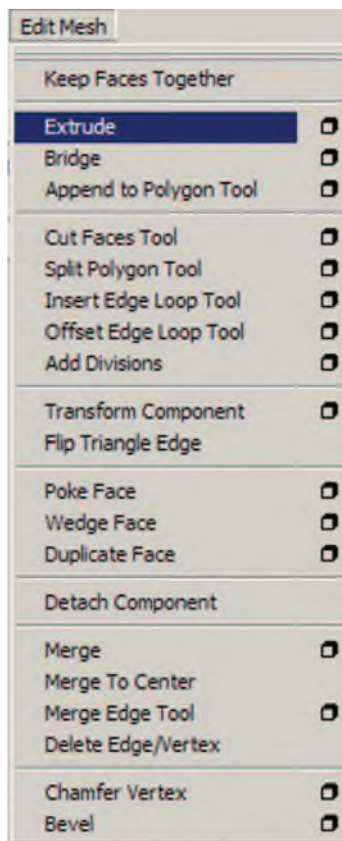 Edit Mesh
Keep Faces Together
Extrude
Bridge
Append to Polygon Tool
Cut Faces Tool
Split Polygon Tool
Insert Edge Loop Tool
Offset Edge Loop Tool
Add Divisions
Transform Component
Flip Triangle Edge
Poke Face
Wedge Face
Duplicate Face
Detach Component
Merge
Merge To Center
Merge Edge Tool
Delete Edge/Vertex
Chamfer Vertex
Bevel